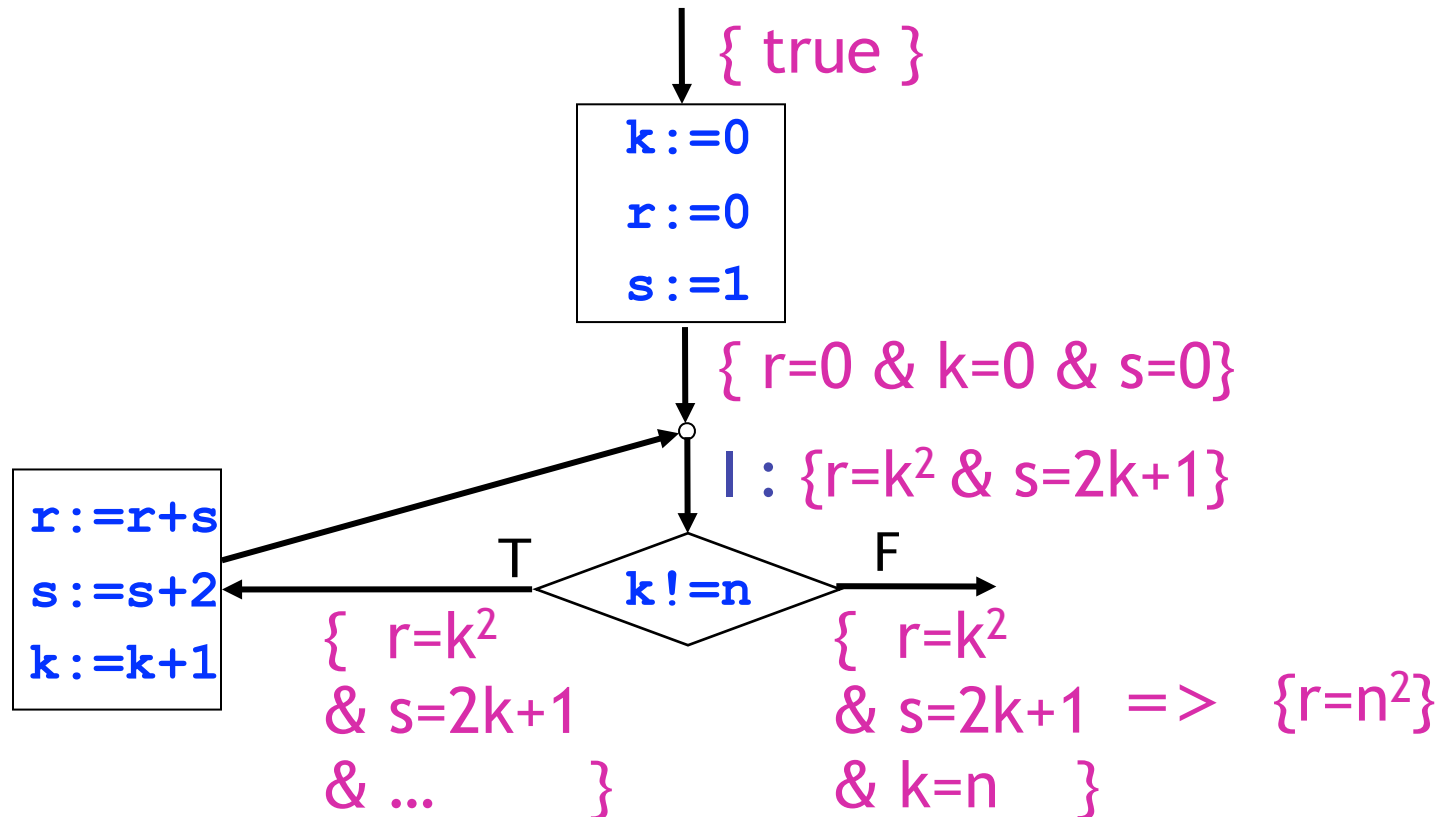 { true }
k:=0
r:=0
s:=1
{ r=0 & k=0 & s=0}
I : {r=k² & s=2k+1}
r:=r+s
s:=s+2
k:=k+1
T
k!=n
F
{ r=k²
& s=2k+1
& ... }
{ r=k²
& s=2k+1
& k=n }
=> {r=n²}